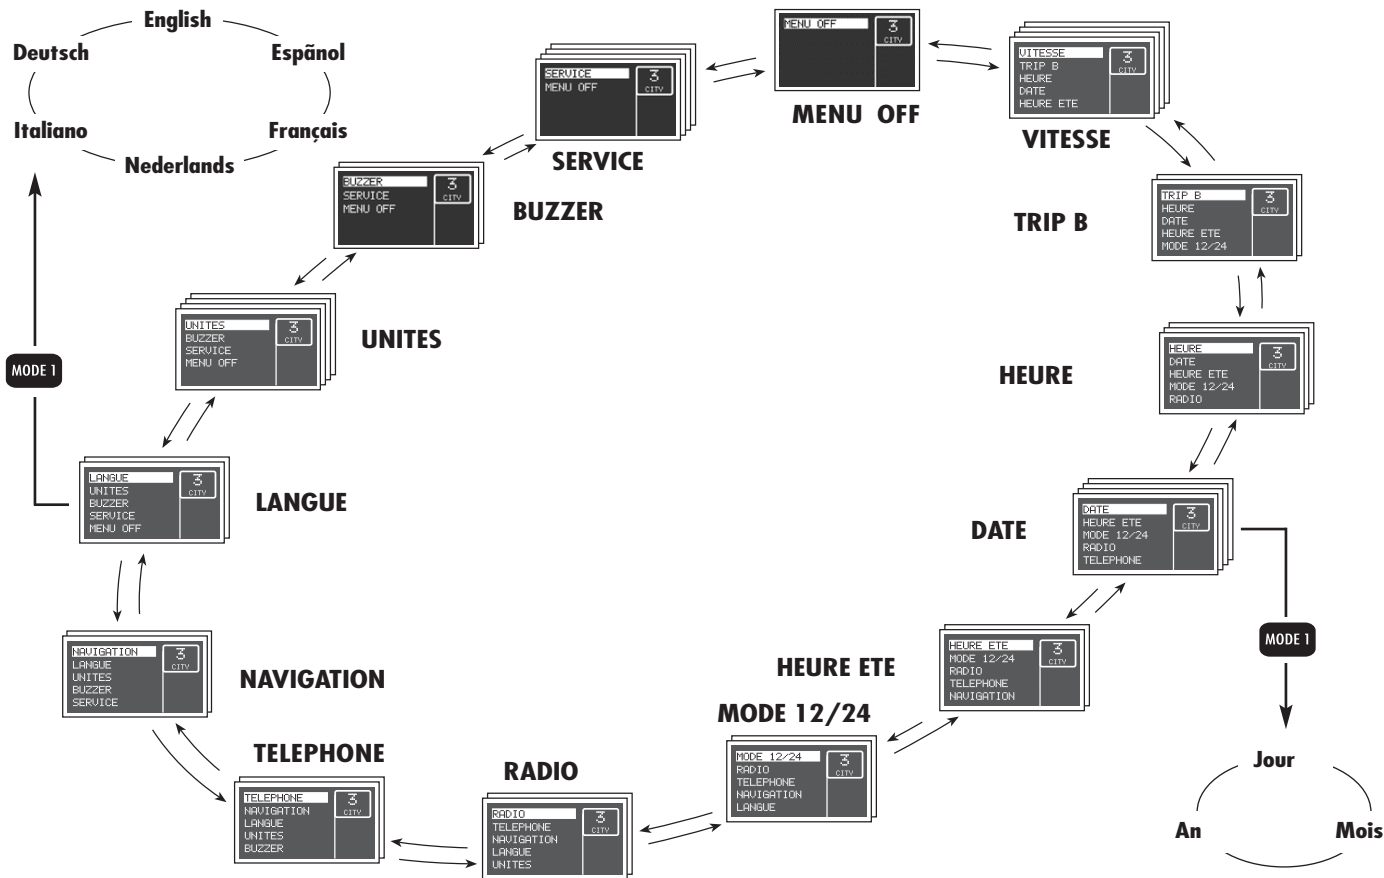 English
Deutsch
Espãnol
Italiano
Français
Nederlands
MODE 1
MENU OFF
3
CITY
MENU OFF
VITESSE
TRIP B
HEURE
DATE
HEURE ETE
3
CITY
VITESSE
TRIP B
HEURE
DATE
HEURE ETE
MODE 12/24
3
CITY
TRIP B
HEURE
DATE
HEURE ETE
MODE 12/24
RADIO
3
CITY
HEURE
DATE
HEURE ETE
MODE 12/24
RADIO
TELEPHONE
3
CITY
DATE
MODE 1
Jour
An
Mois
HEURE ETE
MODE 12/24
RADIO
TELEPHONE
NAVIGATION
3
CITY
HEURE ETE
MODE 12/24
RADIO
TELEPHONE
NAVIGATION
LANGUE
3
CITY
MODE 12/24
RADIO
TELEPHONE
NAVIGATION
LANGUE
UNITES
3
CITY
RADIO
TELEPHONE
NAVIGATION
LANGUE
UNITES
BUZZER
3
CITY
TELEPHONE
NAVIGATION
LANGUE
UNITES
BUZZER
SERVICE
3
CITY
NAVIGATION
LANGUE
UNITES
BUZZER
SERVICE
MENU OFF
3
CITY
LANGUE
UNITES
BUZZER
SERVICE
MENU OFF
3
CITY
UNITES
BUZZER
SERVICE
MENU OFF
3
CITY
BUZZER
SERVICE
MENU OFF
3
CITY
SERVICE